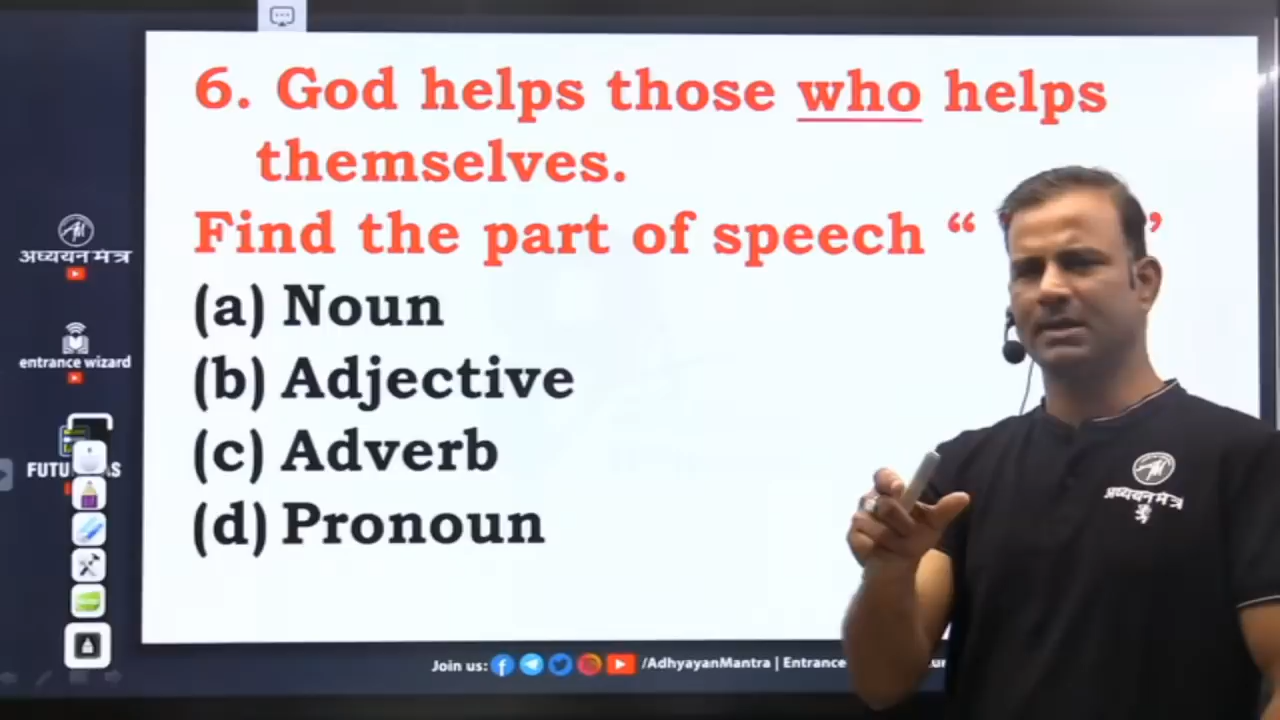 6. God helps those who helps
themselves.
Find the part of speech “ ’
(a) Noun
(b) Adjective
(c) Adverb
(d) Pronoun
अध्ययन मंत्र
entrance wizard
Join us: /AdhyayanMantra | Entrance
अध्ययन मंत्र